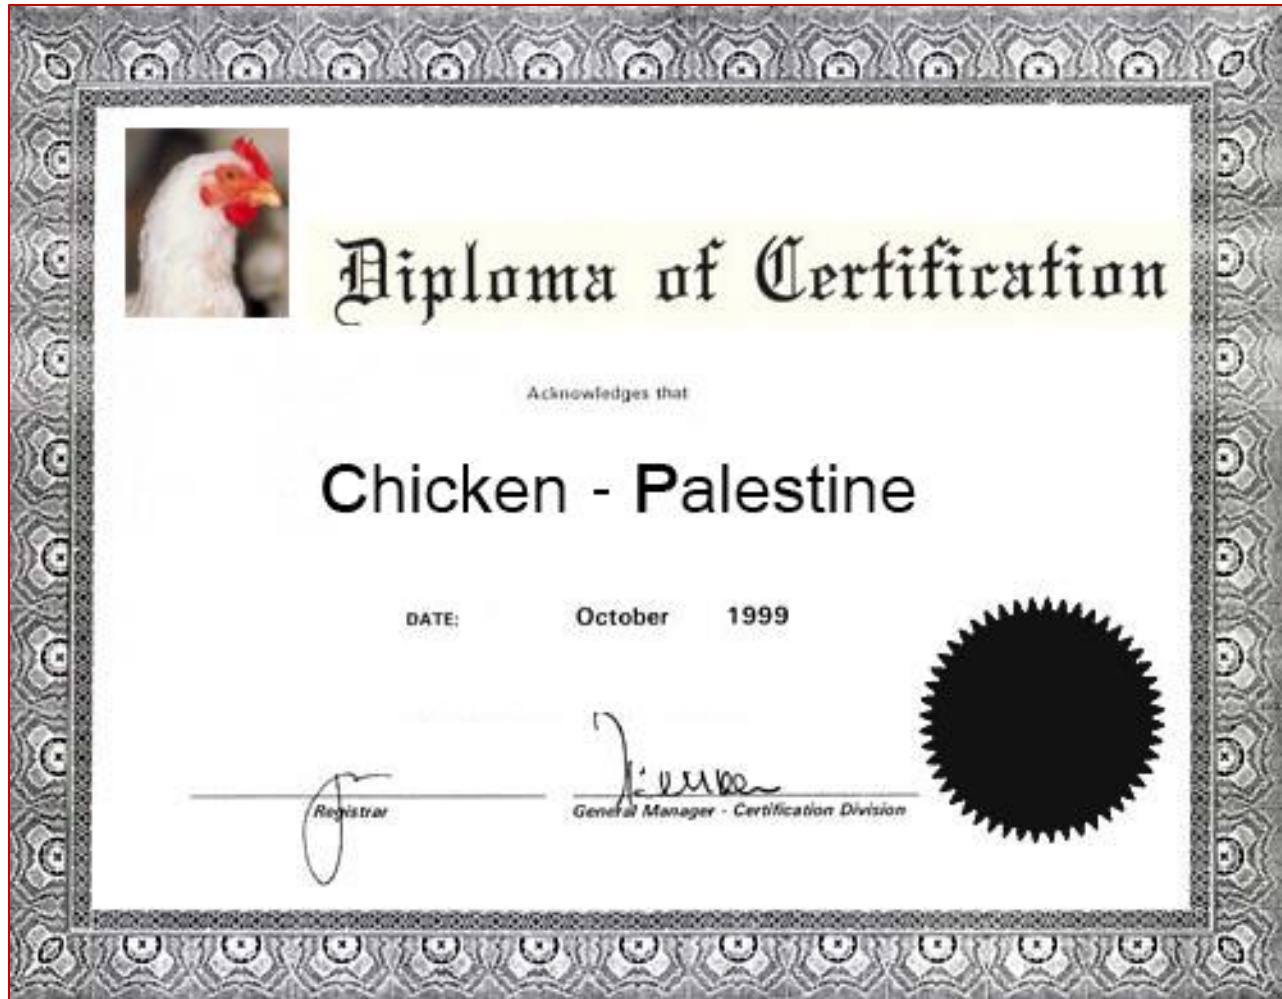 Diploma of Certification
Acknowledges that
Chicken - Palestine
DATE: October 1999
Registrar General Manager - Certification Division